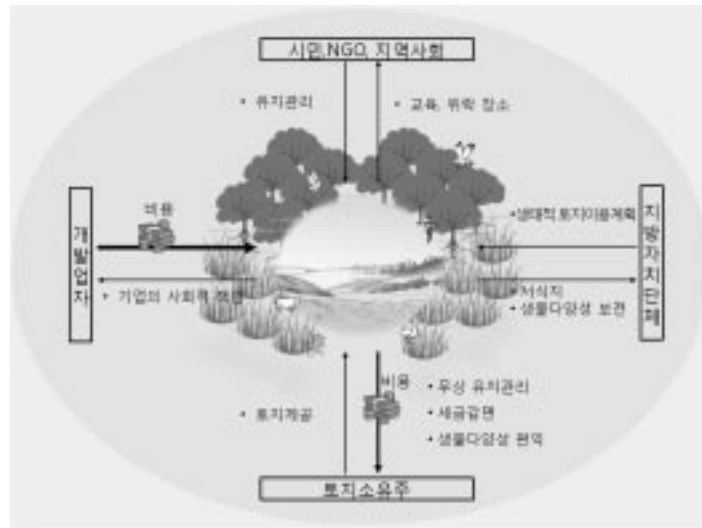 시민,NGO, 지역사회
• 유지관리
• 교육, 위락 장소
개발업자
비용
• 기업의 사회적
지방자치단체
•생태적 토지이용계획
• 서식지
• 생물다양성 보전
• 토지제공
비용
• 무상 유지관리
• 세금감면
• 생물다양성 편익
토지소유주